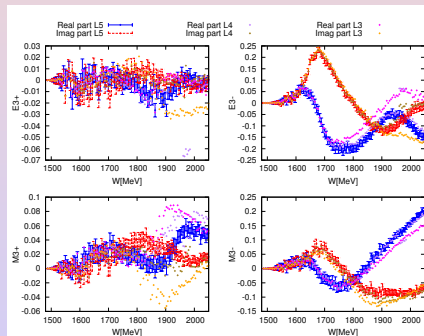 Real part L5 Real part L4 Real part L3
Imag part L5 Imag part L4 Imag part L3
0.03
0.02
0.01
0
-0.01
-0.02
-0.03
-0.04
-0.05
-0.06
-0.07
E3+
1500 1600 1700 1800 1900 2000
W[MeV]
0.25
0.2
0.15
0.1
0.05
0
-0.05
-0.1
-0.15
-0.2
-0.25
E3-
1500 1600 1700 1800 1900 2000
W[MeV]
0.1
0.08
0.06
0.04
0.02
0
-0.02
-0.04
-0.06
M3+
1500 1600 1700 1800 1900 2000
W[MeV]
0.25
0.2
0.15
0.1
0.05
0
-0.05
-0.1
-0.15
M3-
1500 1600 1700 1800 1900 2000
W[MeV]